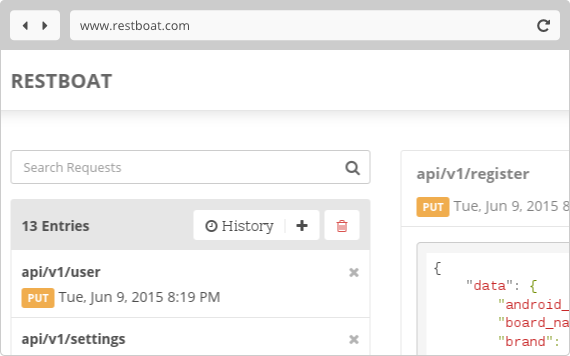 www.restboat.com
RESTBOAT
Search Requests
13 Entries
History
api/v1/user
PUT Tue, Jun 9, 2015 8:19 PM
api/v1/settings
api/v1/register
PUT Tue, Jun 9, 2015 8
{
"data": {
"android_
"board_na
"brand":